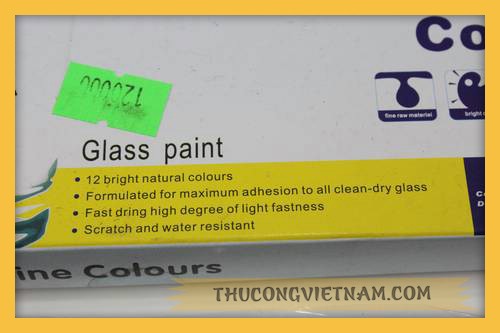 Co
fine raw material
bright
120000
Glass paint
• 12 bright natural colours
• Formulated for maximum adhesion to all clean-dry glass
• Fast dring high degree of light fastness
• Scratch and water resistant
ine Colours
THUCONGVIETNAM.COM